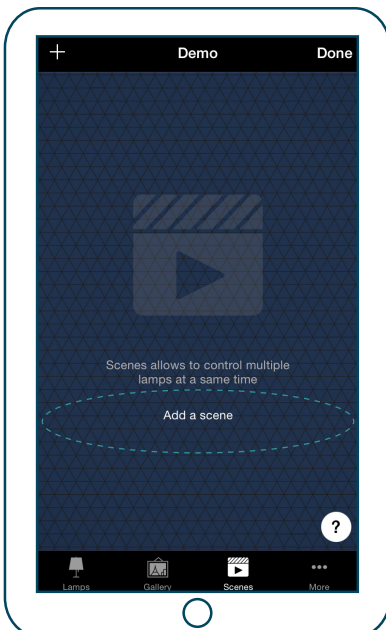 + Demo Done
Scenes allows to control multiple
lamps at a same time
Add a scene
?
Lamps Gallery Scenes More